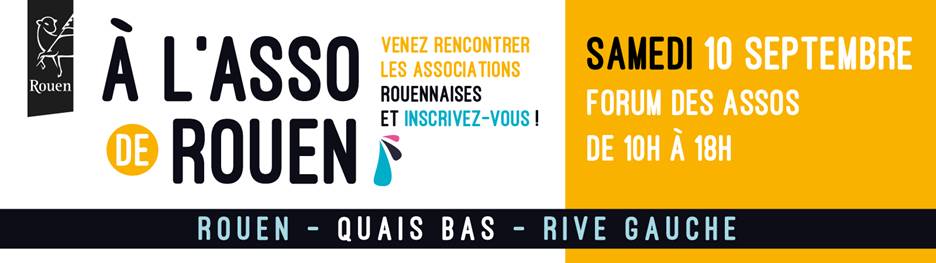 Rouen
À L'ASSO
DE ROUEN
VENEZ RENCONTRER
LES ASSOCIATIONS
ROUENNAISES
ET INSCRIVEZ-VOUS !
SAMEDI 10 SEPTEMBRE
FORUM DES ASSOS
DE 10H À 18H
ROUEN - QUAIS BAS - RIVE GAUCHE